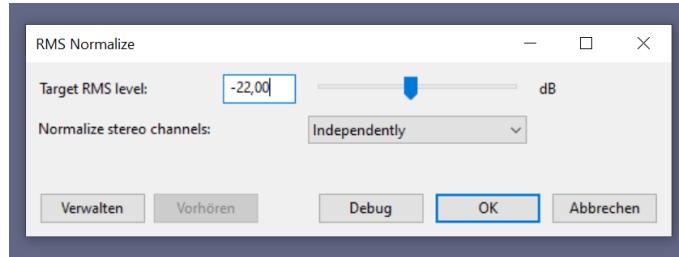 RMS Normalize
Target RMS level: -22,00 dB
Normalize stereo channels: Independently
Verwalten Vorhören Debug OK Abbrechen